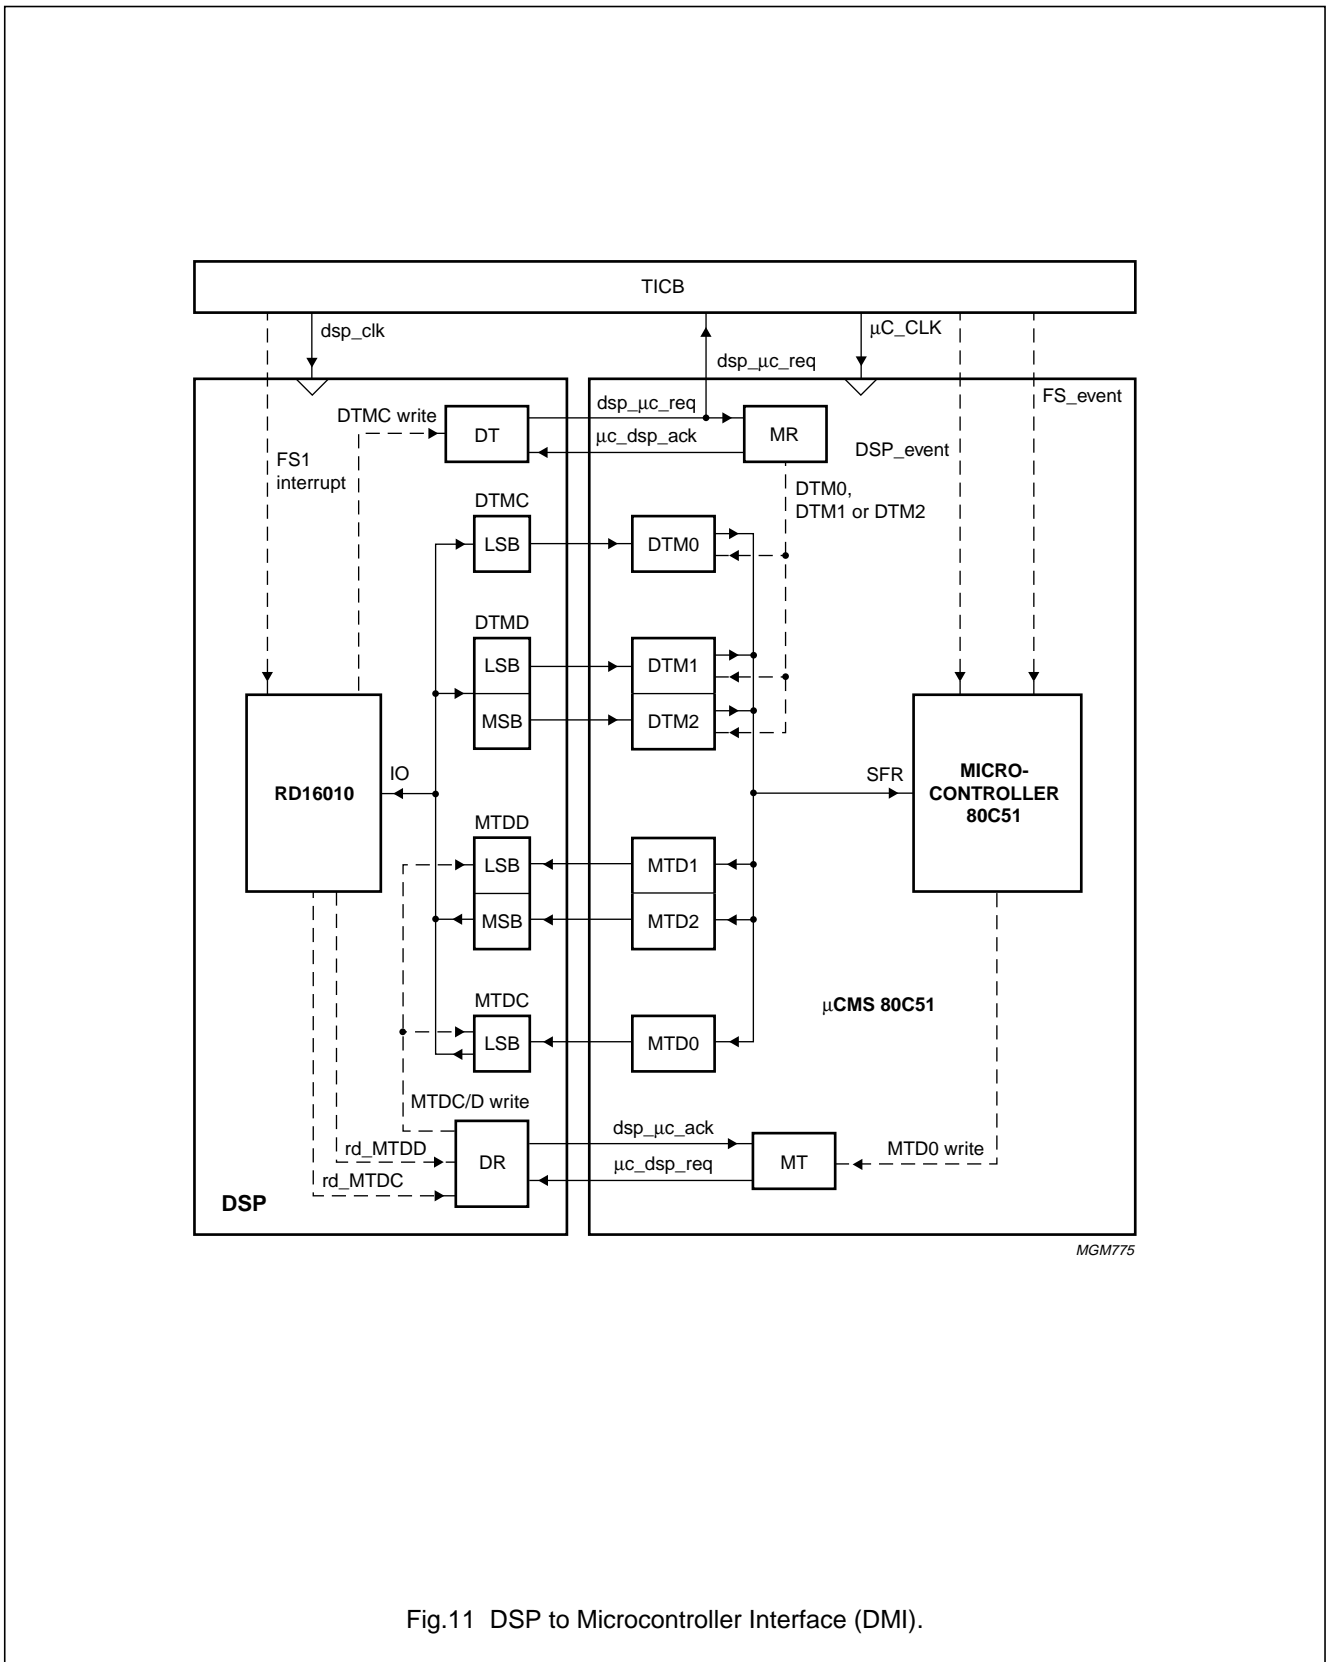 TICB
dsp_clk
μC_CLK
dsp_μc_req
FS_event
DTMC write
dsp_μc_req
DT
MR
μc_dsp_ack
DSP_event
FS1
interrupt
DTM0,
DTM1 or DTM2
DTMC
LSB
DTM0
DTMD
LSB
DTM1
MSB
DTM2
IO
SFR
RD16010
MICRO-
CONTROLLER
80C51
MTDD
LSB
MTD1
MSB
MTD2
MTDC
μCMS 80C51
LSB
MTD0
MTDC/D write
dsp_μc_ack
rd_MTDD
DR
MT
MTD0 write
μc_dsp_req
rd_MTDC
DSP
MGM775
Fig.11 DSP to Microcontroller Interface (DMI).